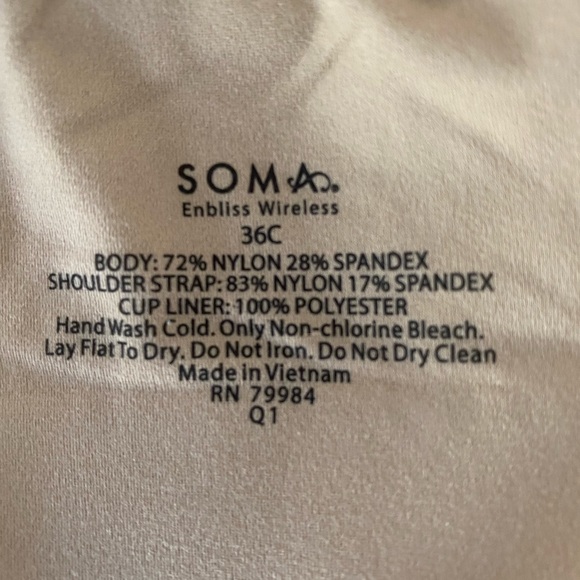 SOMA.
Enbliss Wireless
36C
BODY: 72% NYLON 28% SPANDEX
SHOULDER STRAP: 83% NYLON 17% SPANDEX
CUP LINER: 100% POLYESTER
Hand Wash Cold. Only Non-chlorine Bleach.
Lay Flat To Dry. Do Not Iron. Do Not Dry Clean
Made in Vietnam
RN 79984
Q1